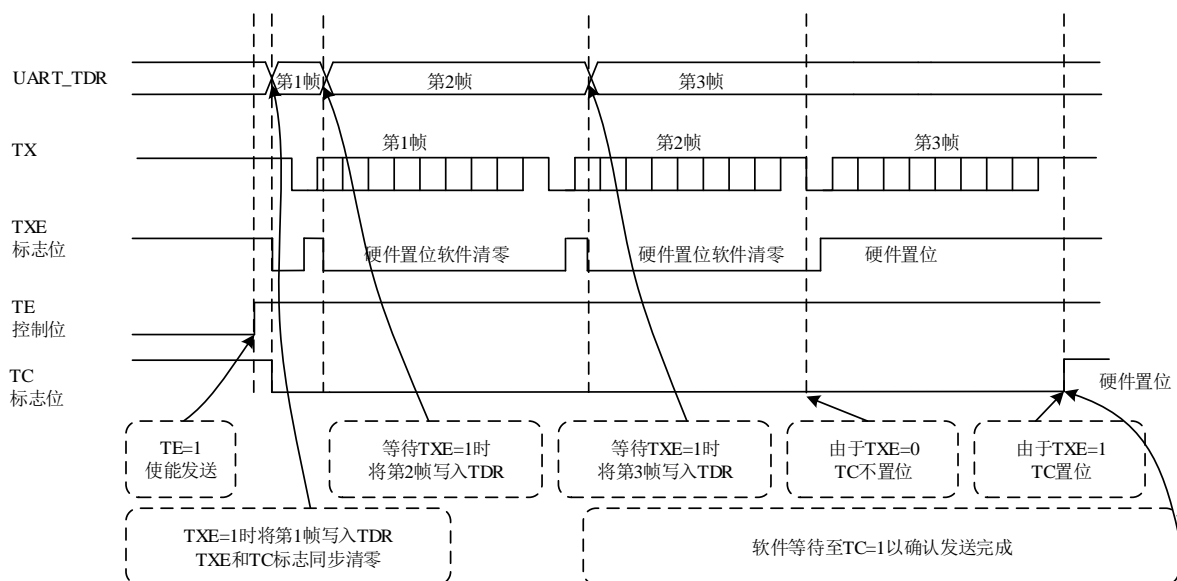 UART_TDR
第1帧
第2帧
第3帧
TX
第1帧
第2帧
第3帧
TXE
标志位
硬件置位软件清零
硬件置位软件清零
硬件置位
TE
控制位
TC
标志位
硬件置位
TE=1
使能发送
等待TXE=1时
将第2帧写入TDR
等待TXE=1时
将第3帧写入TDR
由于TXE=0
TC不置位
由于TXE=1
TC置位
TXE=1时将第1帧写入TDR
TXE和TC标志同步清零
软件等待至TC=1以确认发送完成